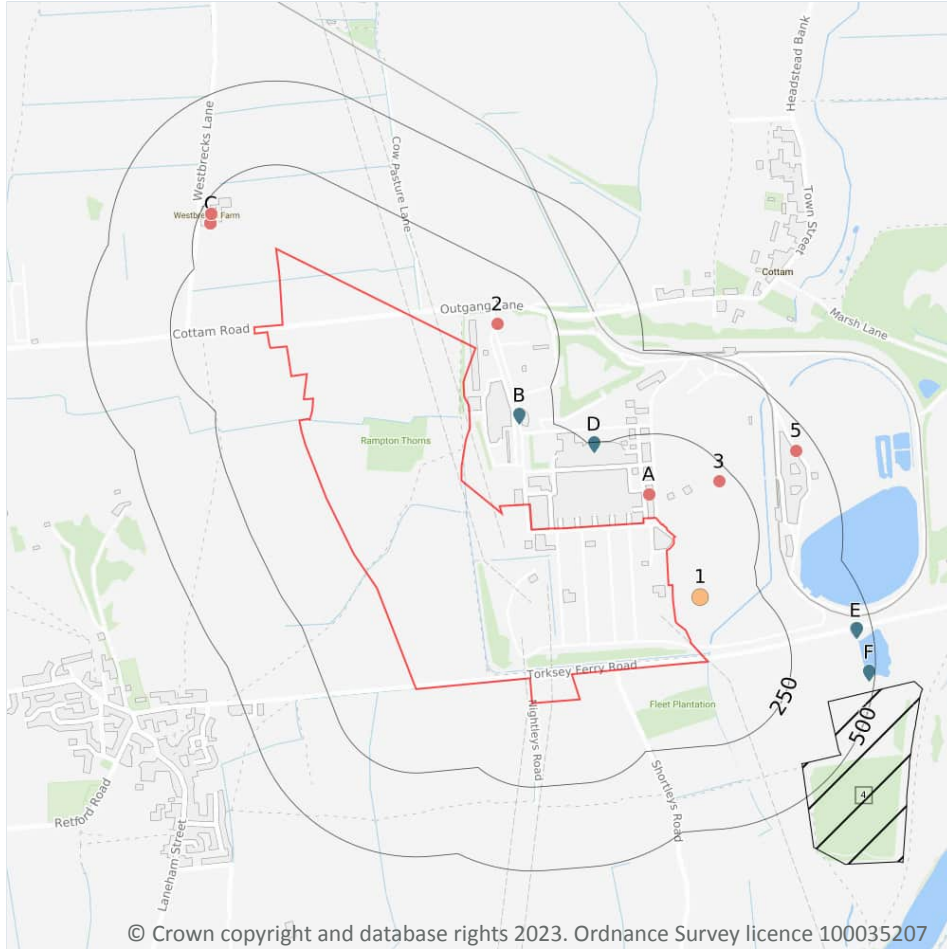 Headstead Bank
Westbrecks Lane
Cow Pasture Lane
C
Westbrecks Farm
Town Street
Cottam
2
Outgang Lane
Marsh Lane
Cottam Road
B
D
Rampton Thorns
5
3
A
1
E
F
Torksey Ferry Road
250
Fleet Plantation
Nightleys Road
500
Shortleys Road
4
Retford Road
Laneham Street
© Crown copyright and database rights 2023. Ordnance Survey licence 100035207